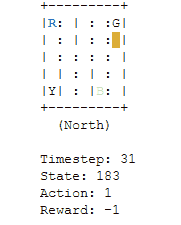 +---------+
|R: | : :G|
| : | : : |
| : : : : |
| | : | : |
|Y| : |B: |
+---------+
(North)
Timestep: 31
State: 183
Action: 1
Reward: -1